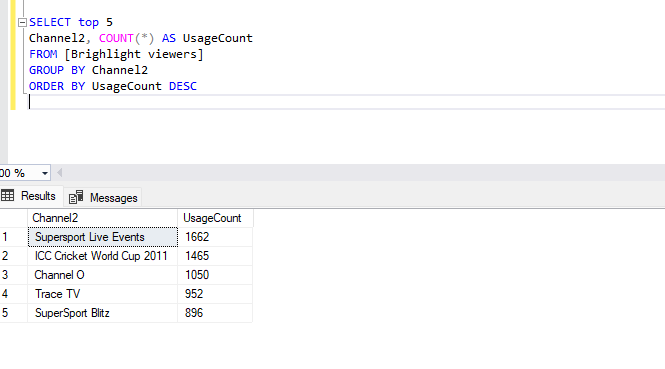 SELECT top 5
Channel2, COUNT(*) AS UsageCount
FROM [Brighlight viewers]
GROUP BY Channel2
ORDER BY UsageCount DESC
00 %
Results Messages
Channel2 UsageCount
1 Supersport Live Events 1662
2 ICC Cricket World Cup 2011 1465
3 Channel O 1050
4 Trace TV 952
5 SuperSport Blitz 896